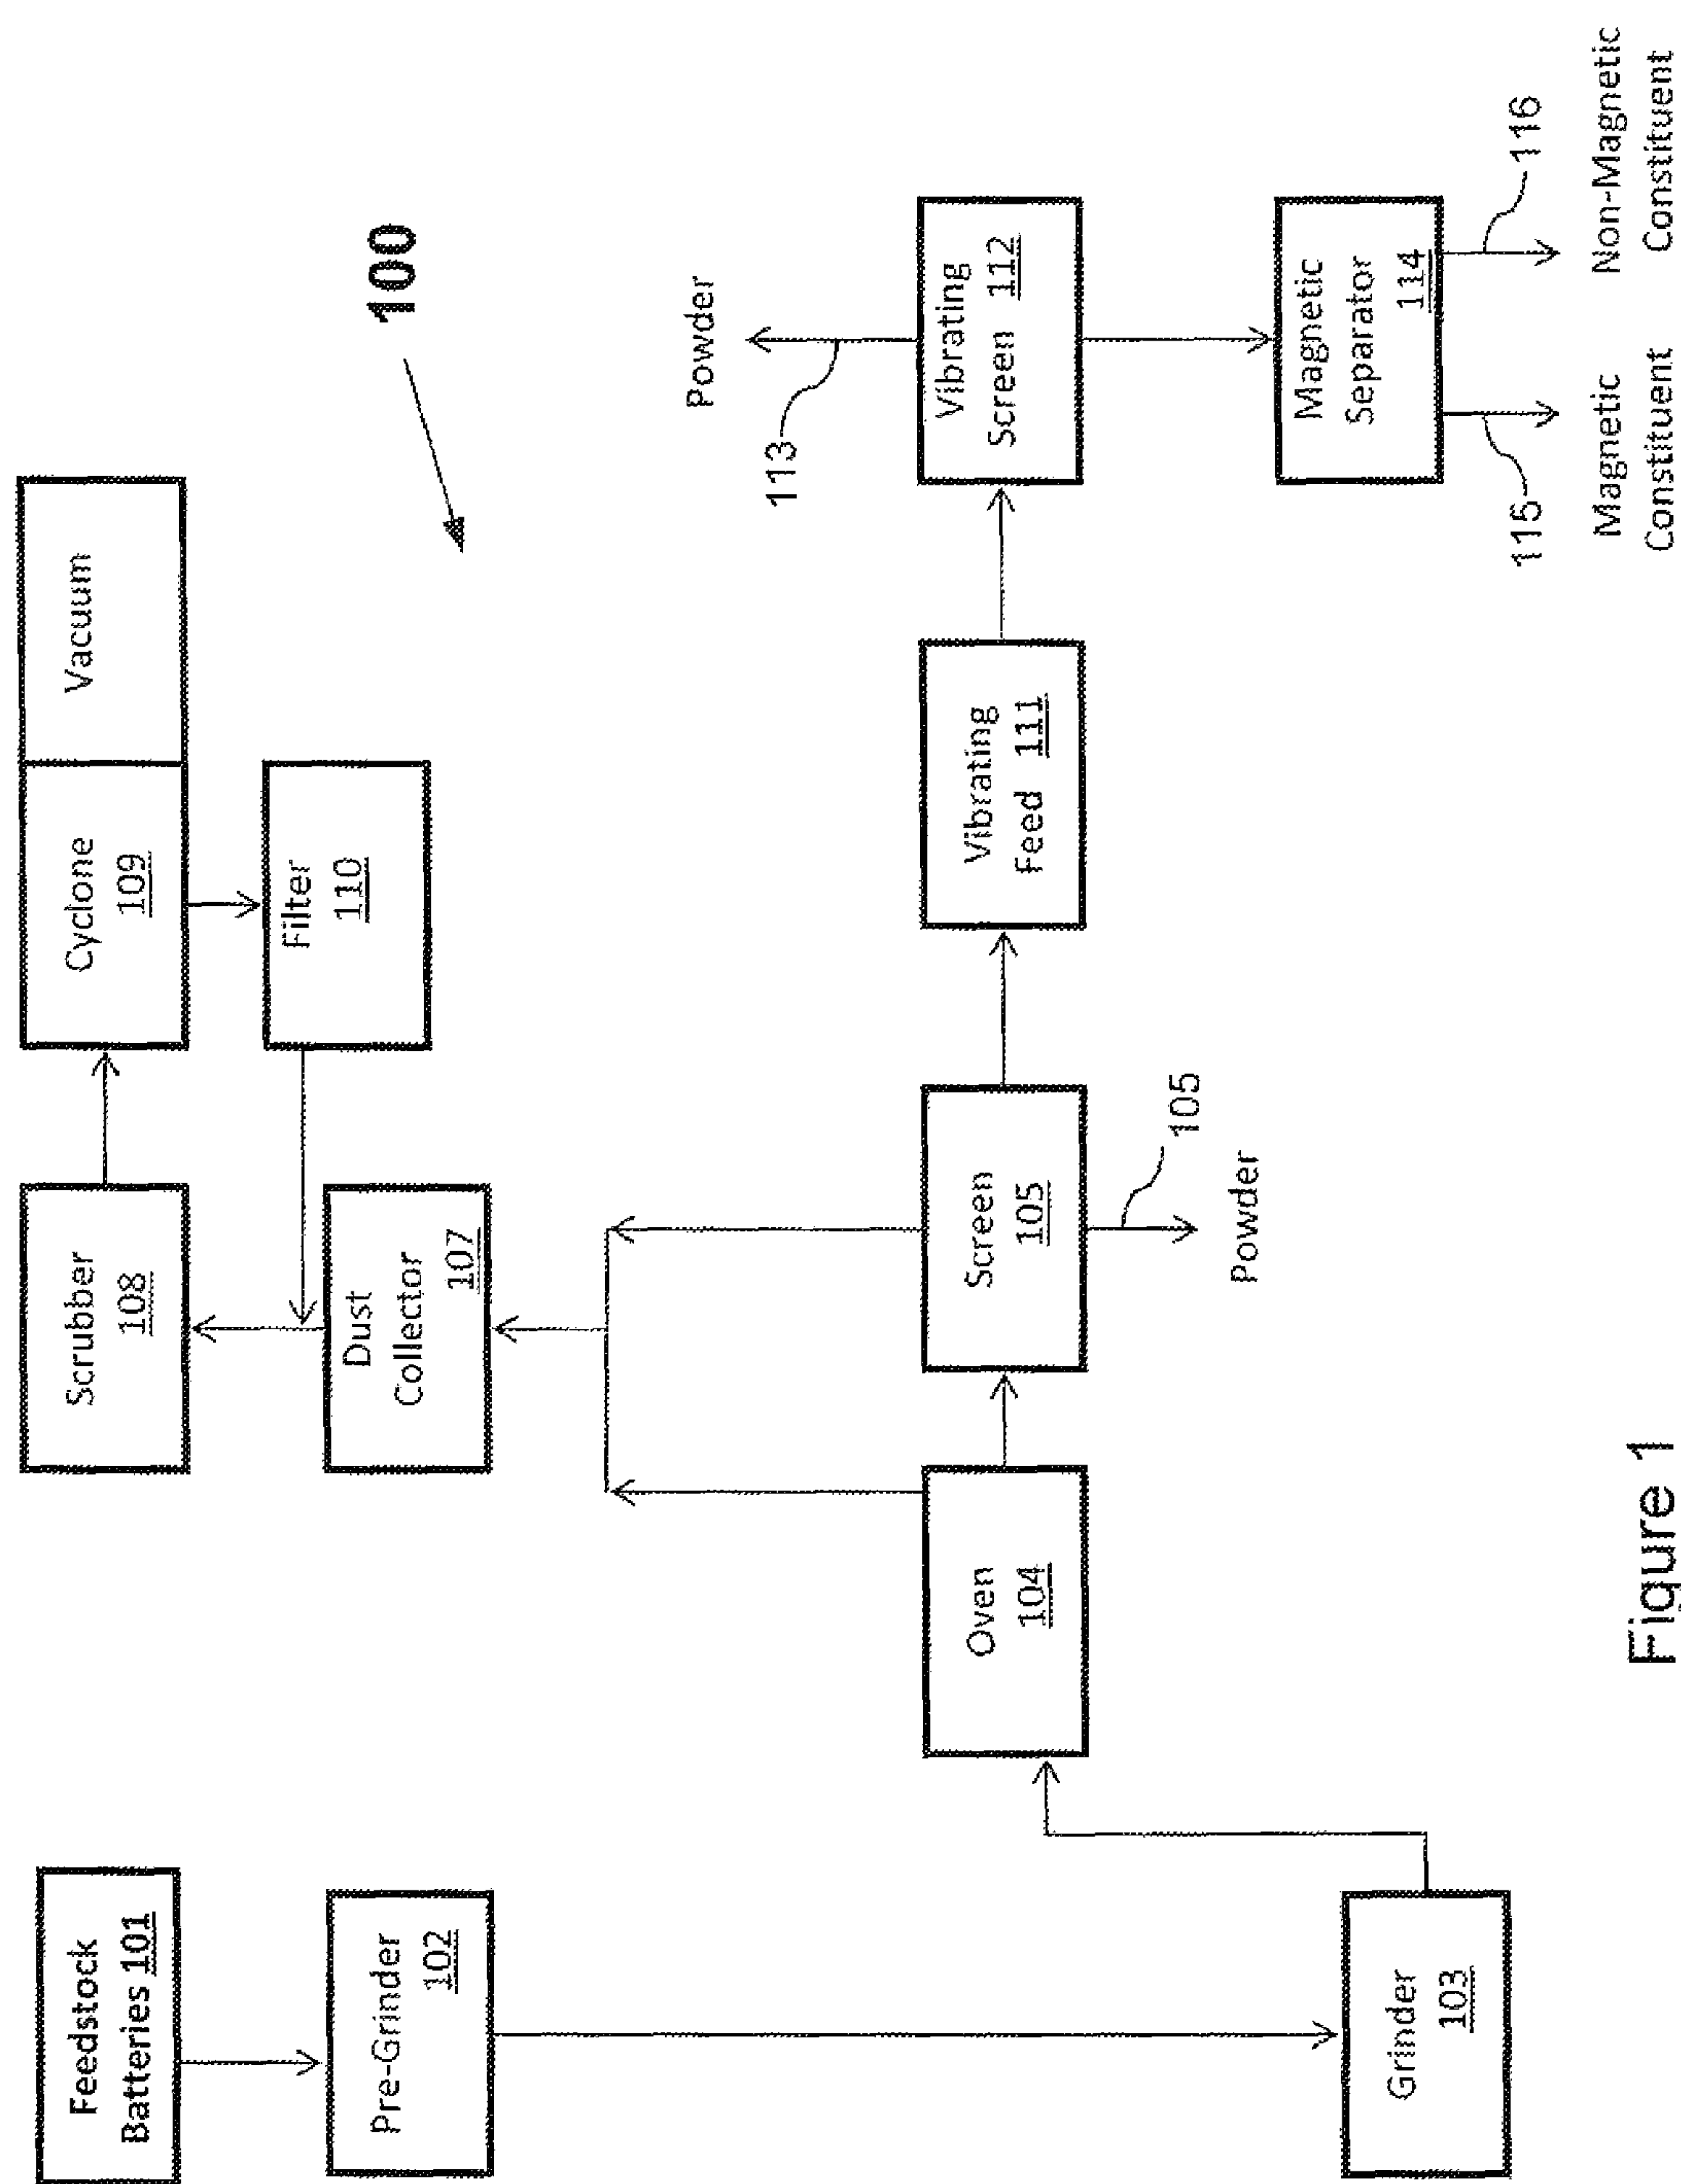 Feedstock
Batteries 101
Pre-Grinder
102
Grinder
103
Oven
104
Screen
105
105
Powder
Dust
Collector
107
Scrubber
108
Cyclone
109
Vacuum
Filter
110
100
Vibrating
Feed 111
Vibrating
Screen 112
113
Powder
Magnetic
Separator
114
115
Magnetic
Constituent
116
Non-Magnetic
Constituent
Figure 1